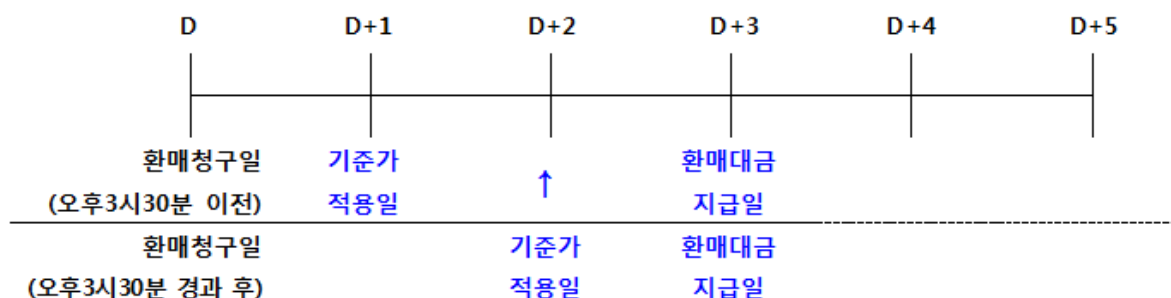 D D+1 D+2 D+3 D+4 D+5
환매청구일 기준가 환매대금
(오후3시30분 이전) 적용일 ↑ 지급일
환매청구일 기준가 환매대금
(오후3시30분 경과 후) 적용일 지급일